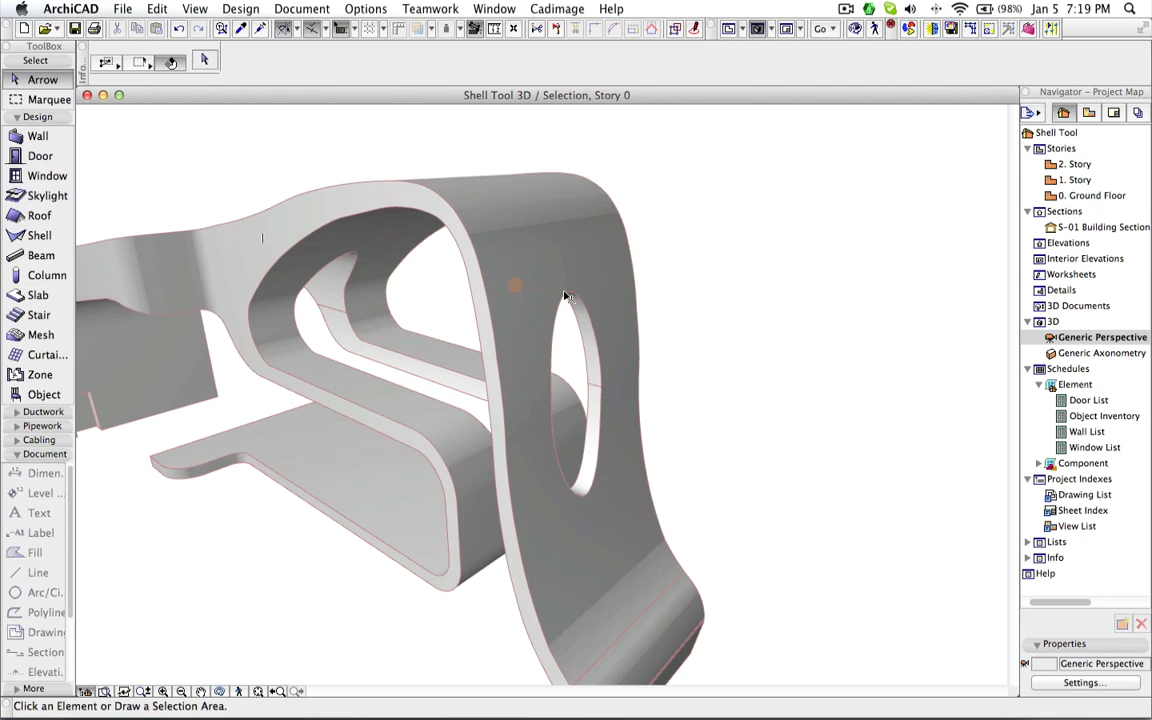 ArchiCAD File Edit View Design Document Options Teamwork Window Cadimage Help (98%) Jan 5 7:19 PM
ToolBox
Select
Arrow
Marquee
Design
Wall
Door
Window
Skylight
Roof
Shell
Beam
Column
Slab
Stair
Mesh
Curtai...
Zone
Object
Ductwork
Pipework
Cabling
Document
Dimen.
Level ..
Text
Label
Fill
Line
Arc/Ci.
Polyline
Drawing
Section
Elevati.
More
Info.
Go
Shell Tool 3D / Selection, Story 0
Navigator - Project Map
Shell Tool
Stories
2. Story
1. Story
0. Ground Floor
Sections
S-01 Building Section
Elevations
Interior Elevations
Worksheets
Details
3D Documents
3D
Generic Perspective
Generic Axonometry
Schedules
Element
Door List
Object Inventory
Wall List
Window List
Component
Project Indexes
Drawing List
Sheet Index
View List
Lists
Info
Help
Properties
Generic Perspective
Settings...
Click an Element or Draw a Selection Area.